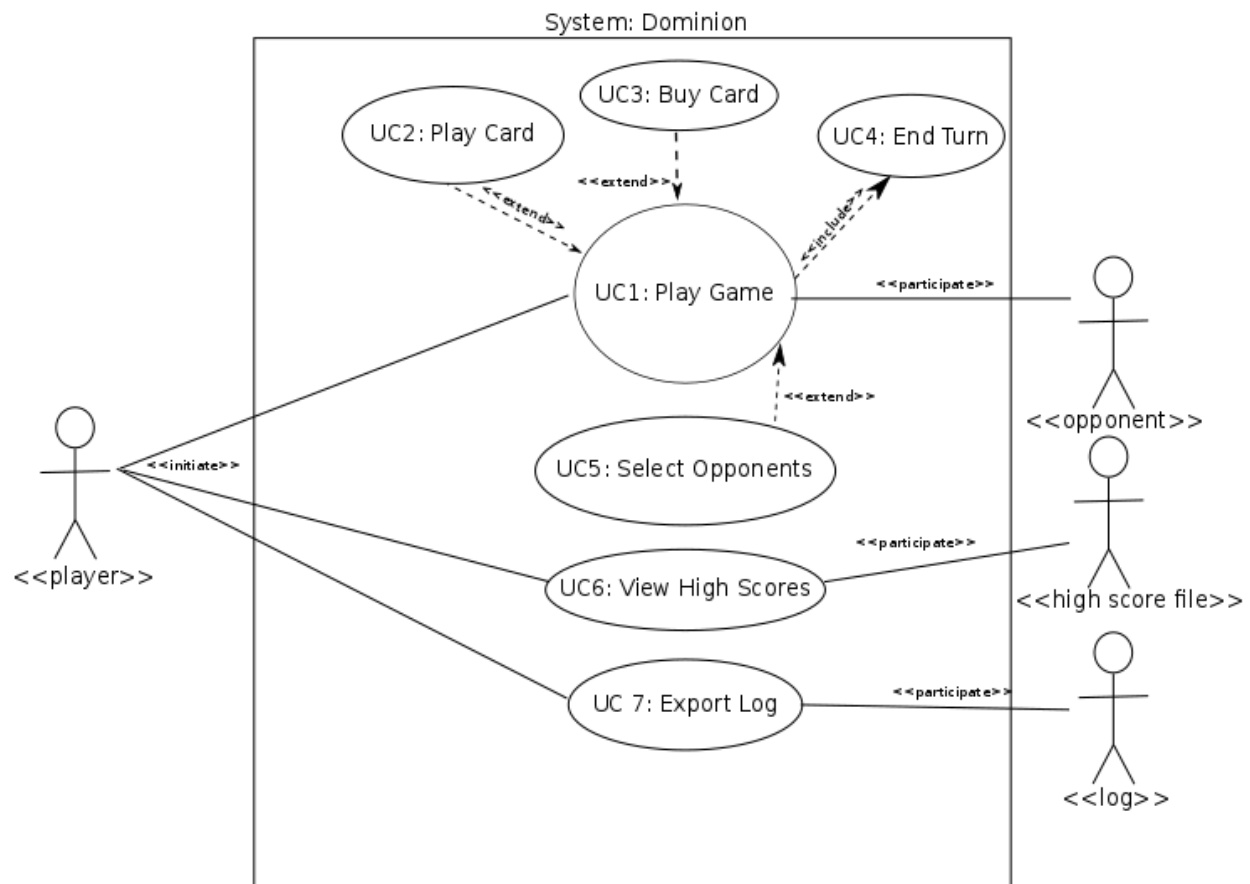 System: Dominion
UC3: Buy Card
UC2: Play Card
UC4: End Turn
<<extend>>
<<extend>>
<<include>>
UC1: Play Game
<<participate>>
<<extend>>
<<opponent>>
<<initiate>>
UC5: Select Opponents
<<participate>>
<<player>>
UC6: View High Scores
<<high score file>>
<<participate>>
UC 7: Export Log
<<log>>